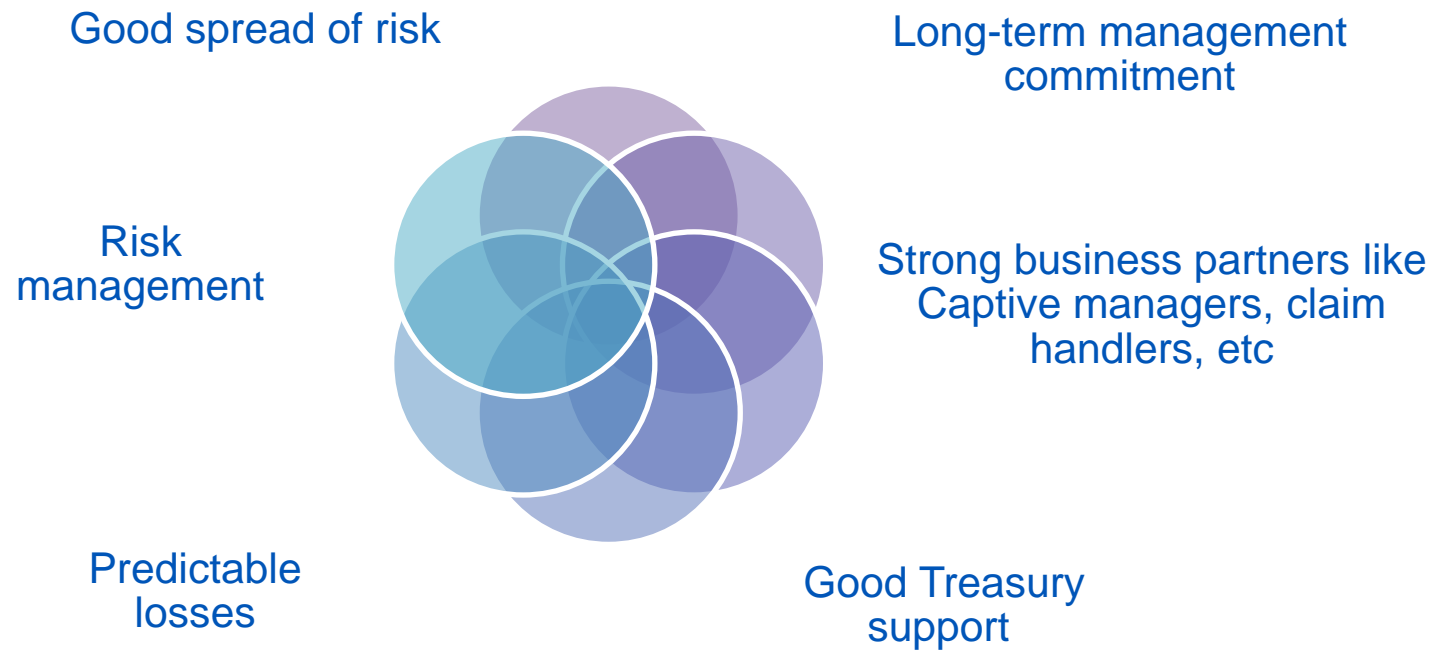 Good spread of risk
Long-term management
commitment
Risk
management
Strong business partners like
Captive managers, claim
handlers, etc
Predictable
losses
Good Treasury
support